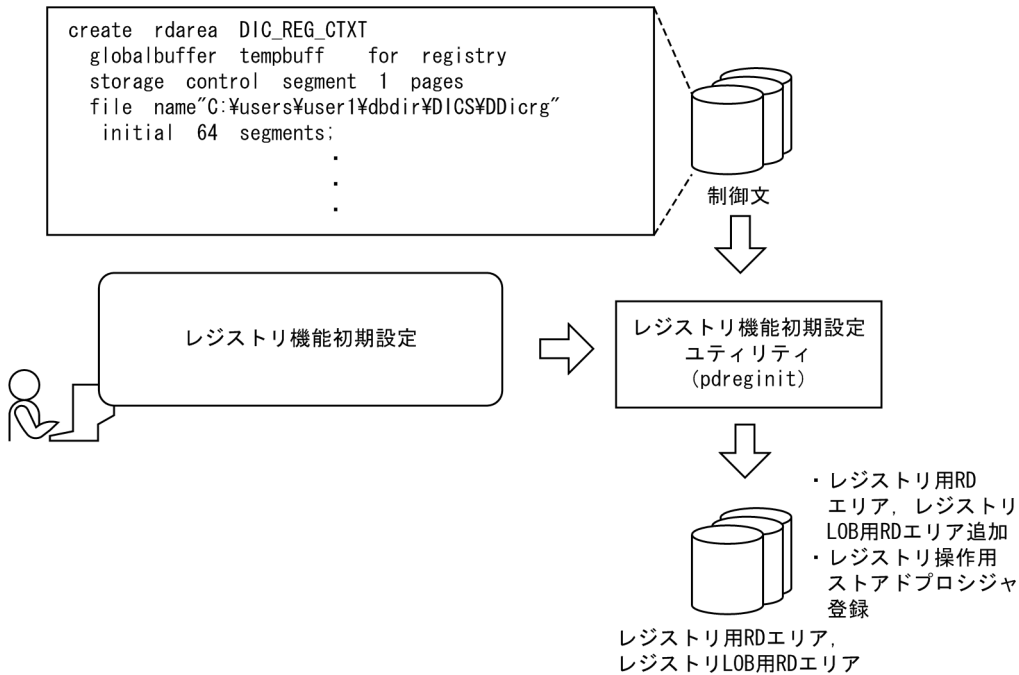 create rdarea DIC_REG_CTXT
globalbuffer tempbuff for registry
storage control segment 1 pages
file name"C:¥users¥user1¥dbdir¥DICS¥DDicrg"
initial 64 segments;
・
・
・
制御文
レジストリ機能初期設定
レジストリ機能初期設定
ユティリティ
(pdreginit)
・レジストリ用RD
エリア，レジストリ
LOB用RDエリア追加
・レジストリ操作用
ストアドプロシジャ
登録
レジストリ用RDエリア，
レジストリLOB用RDエリア